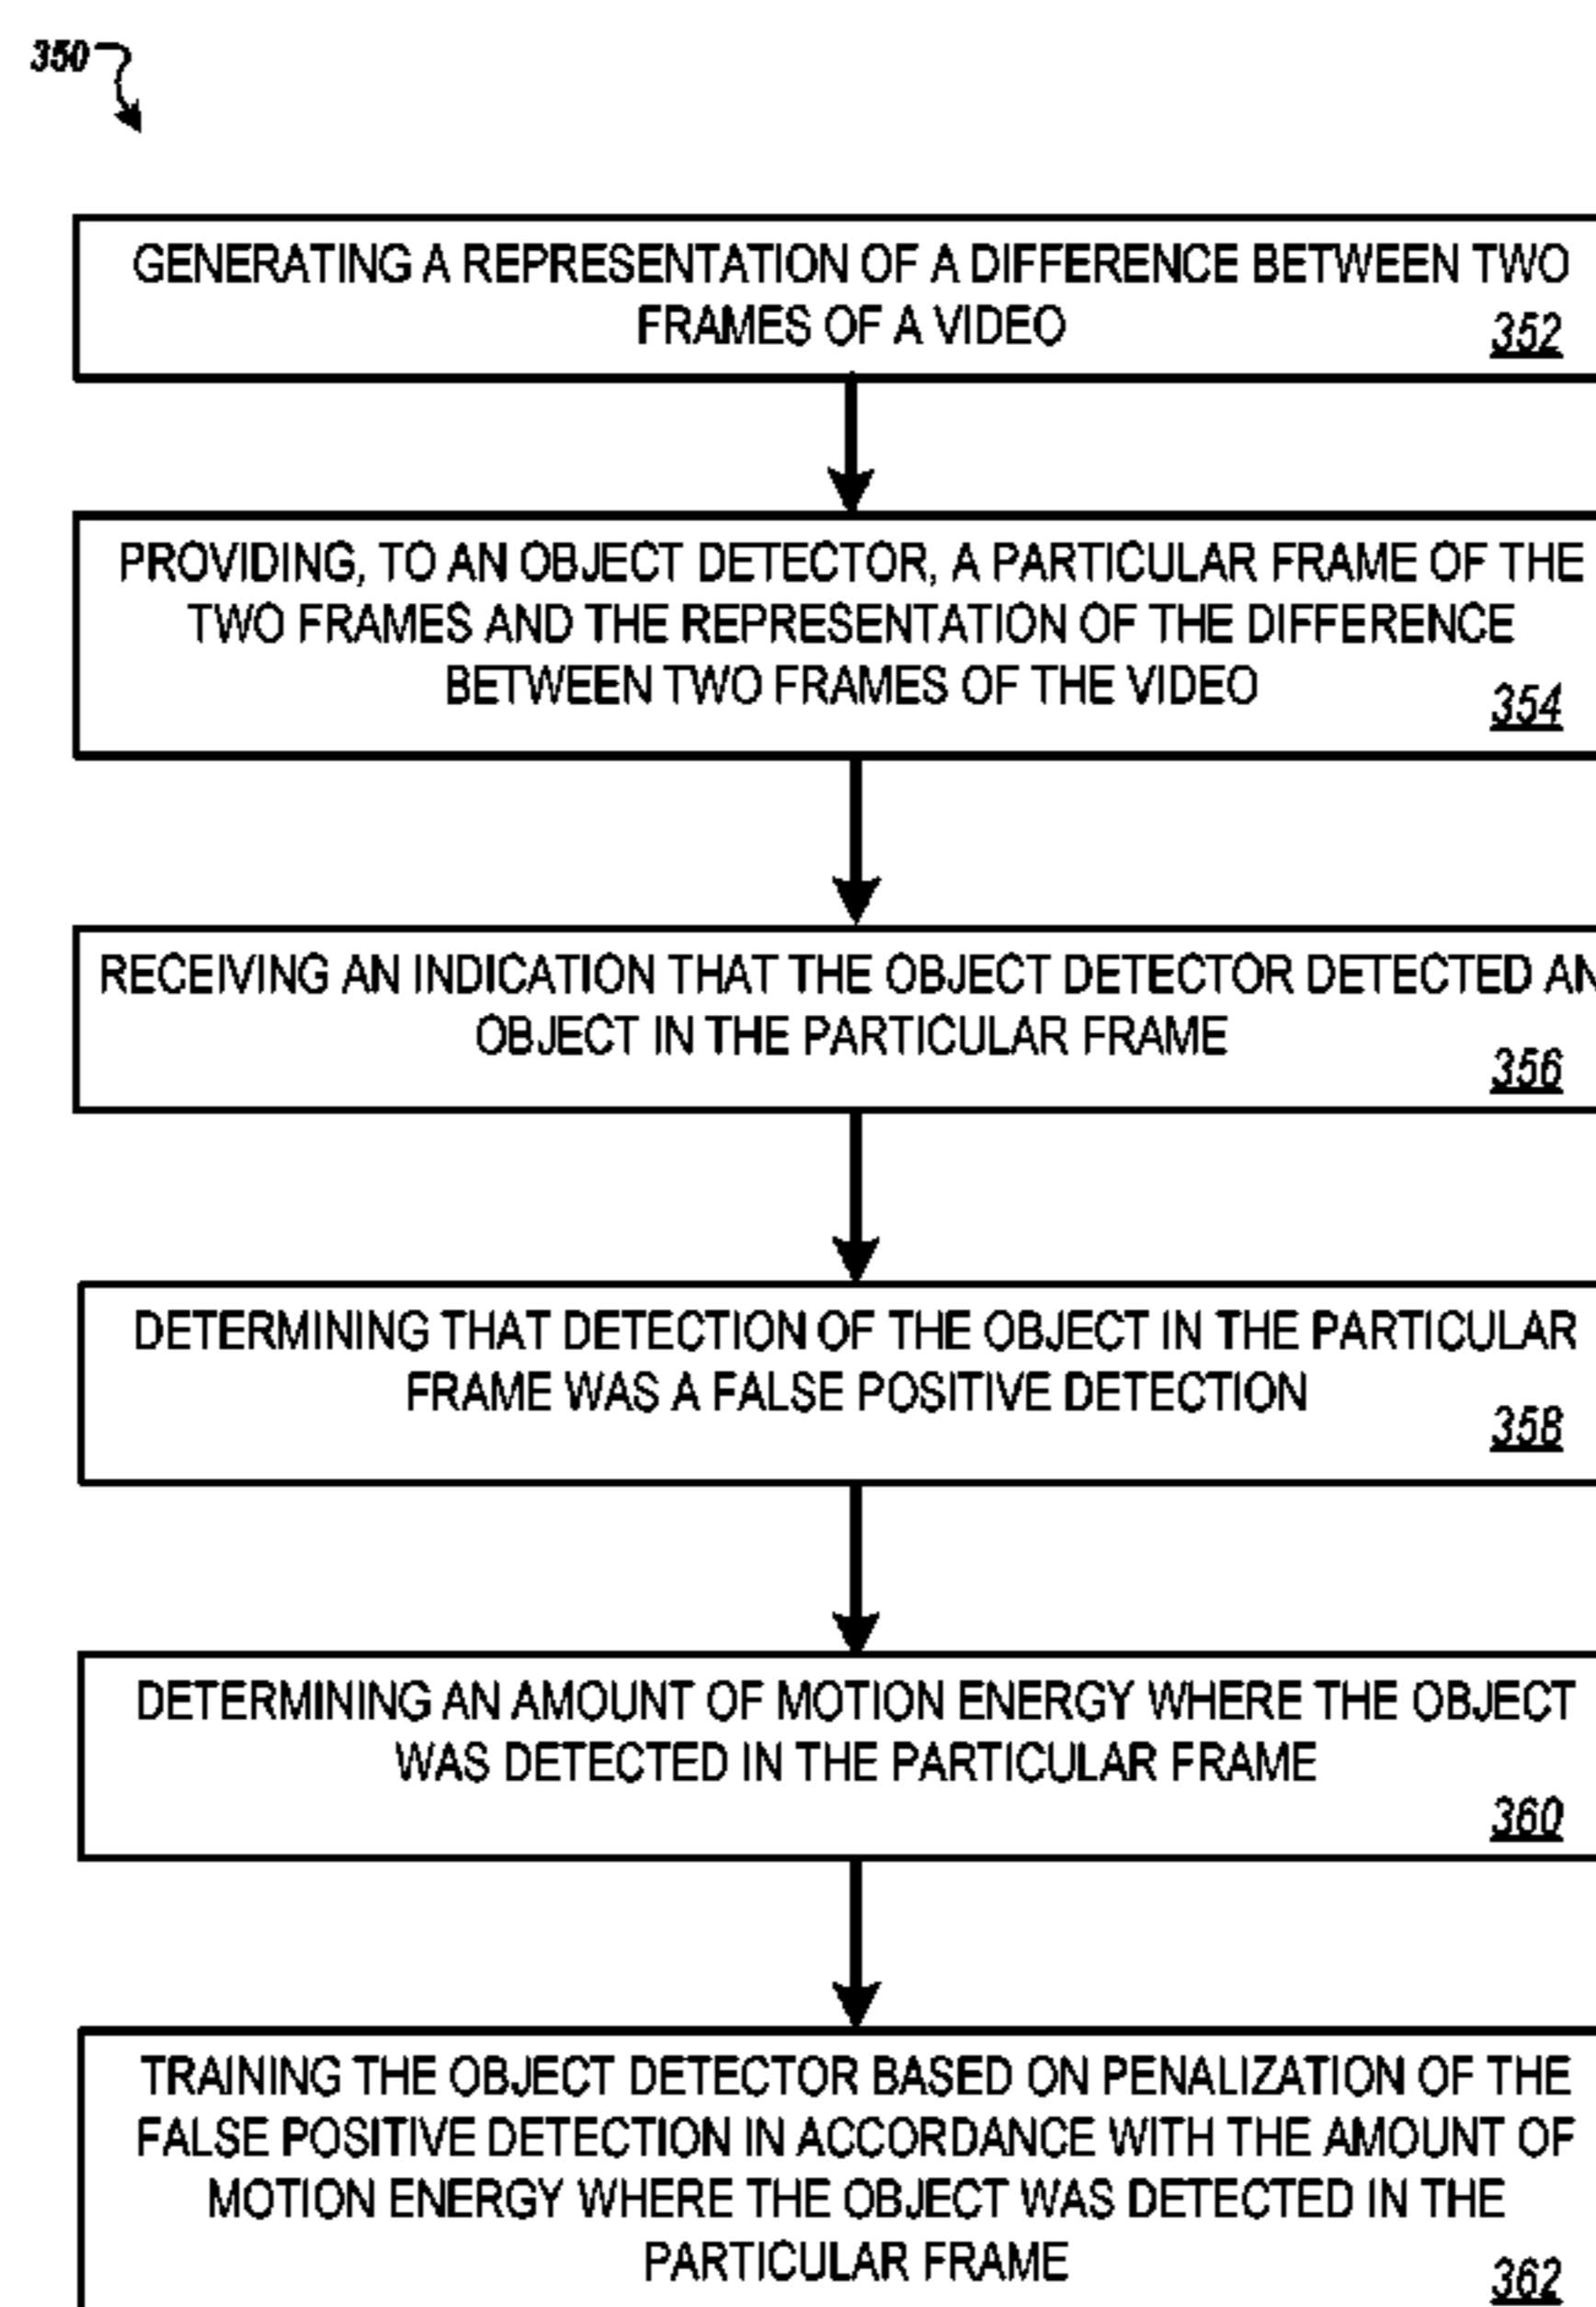 350
GENERATING A REPRESENTATION OF A DIFFERENCE BETWEEN TWO
FRAMES OF A VIDEO
352
PROVIDING, TO AN OBJECT DETECTOR, A PARTICULAR FRAME OF THE
TWO FRAMES AND THE REPRESENTATION OF THE DIFFERENCE
BETWEEN TWO FRAMES OF THE VIDEO
354
RECEIVING AN INDICATION THAT THE OBJECT DETECTOR DETECTED AN
OBJECT IN THE PARTICULAR FRAME
356
DETERMINING THAT DETECTION OF THE OBJECT IN THE PARTICULAR
FRAME WAS A FALSE POSITIVE DETECTION
358
DETERMINING AN AMOUNT OF MOTION ENERGY WHERE THE OBJECT
WAS DETECTED IN THE PARTICULAR FRAME
360
TRAINING THE OBJECT DETECTOR BASED ON PENALIZATION OF THE
FALSE POSITIVE DETECTION IN ACCORDANCE WITH THE AMOUNT OF
MOTION ENERGY WHERE THE OBJECT WAS DETECTED IN THE
PARTICULAR FRAME
362